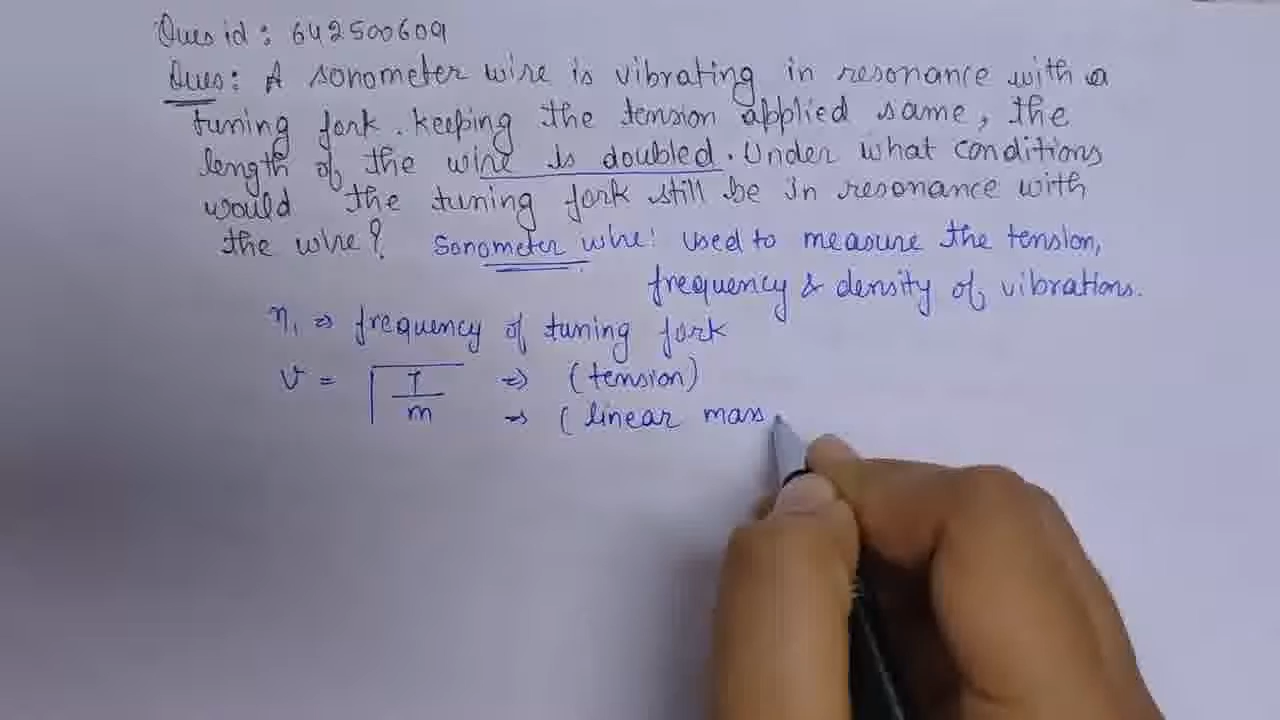 Ques id : 642500609
Ques : A sonometer wire is vibrating in resonance with a
tuning fork. keeping the tension applied same, the
length of the wire is doubled. Under what conditions
would the tuning fork still be in resonance with
the wire? Sonometer wire: used to measure the tension,
frequency & density of vibrations.
η₁ ⇒ frequency of tuning fork
v = √(T/m) ⇒ (tension)
⇒ (linear mass